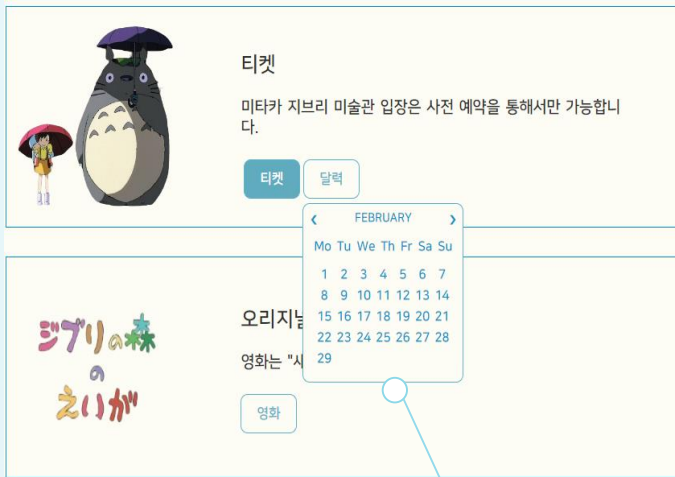 티켓
미타카 지브리 미술관 입장은 사전 예약을 통해서만 가능합니
다.
티켓 달력
‹ FEBRUARY ›
Mo Tu We Th Fr Sa Su
1 2 3 4 5 6 7
8 9 10 11 12 13 14
15 16 17 18 19 20 21
22 23 24 25 26 27 28
29
ジブリの森
の
えいが
오리지널
영화는 "
영화